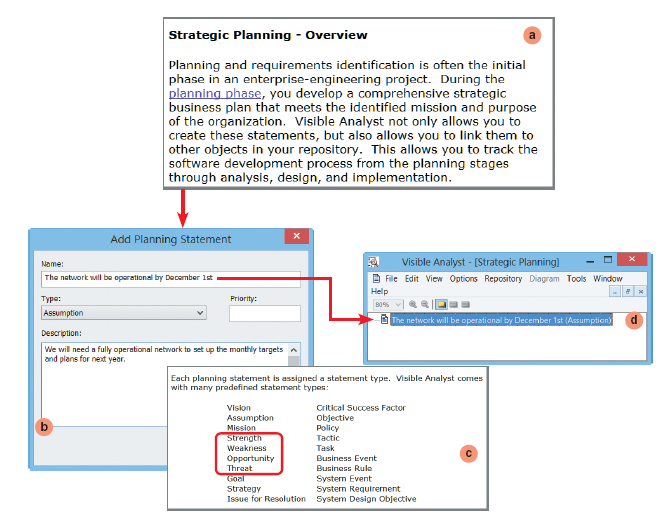 Strategic Planning - Overview
a
Planning and requirements identification is often the initial
phase in an enterprise-engineering project. During the
planning phase, you develop a comprehensive strategic
business plan that meets the identified mission and purpose
of the organization. Visible Analyst not only allows you to
create these statements, but also allows you to link them to
other objects in your repository. This allows you to track the
software development process from the planning stages
through analysis, design, and implementation.
Add Planning Statement
Name:
The network will be operational by December 1st
Type:
Priority:
Assumption
Description:
We will need a fully operational network to set up the monthly targets
and plans for next year.
b
Visible Analyst - [Strategic Planning]
File Edit View Options Repository Diagram Tools Window
Help
80%
The network will be operational by December 1st (Assumption)
d
Each planning statement is assigned a statement type. Visible Analyst comes
with many predefined statement types:
Vision Critical Success Factor
Assumption Objective
Mission Policy
Strength Tactic
Weakness Task
Opportunity Business Event
Threat Business Rule
Goal System Event
Strategy System Requirement
Issue for Resolution System Design Objective
c